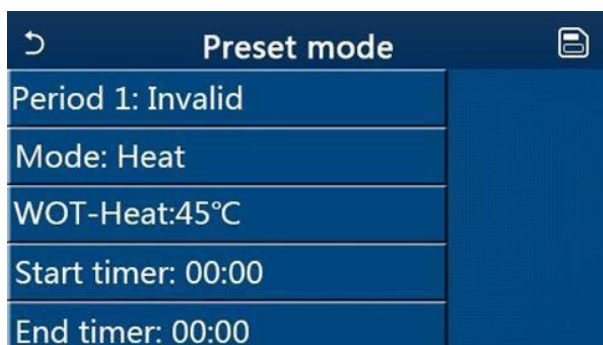 Preset mode
Period 1: Invalid
Mode: Heat
WOT-Heat:45℃
Start timer: 00:00
End timer: 00:00